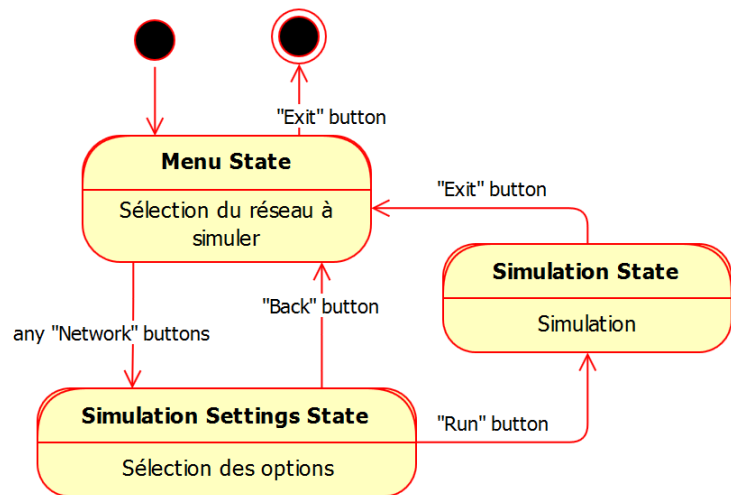 "Exit" button
Menu State
Sélection du réseau à
simuler
"Exit" button
Simulation State
Simulation
"Back" button
any "Network" buttons
Simulation Settings State
Sélection des options
"Run" button